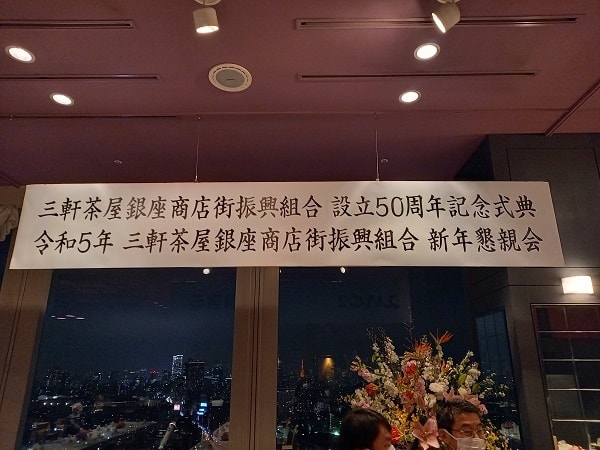 三軒茶屋銀座商店街振興組合 設立50周年記念式典
令和5年 三軒茶屋銀座商店街振興組合 新年懇親会